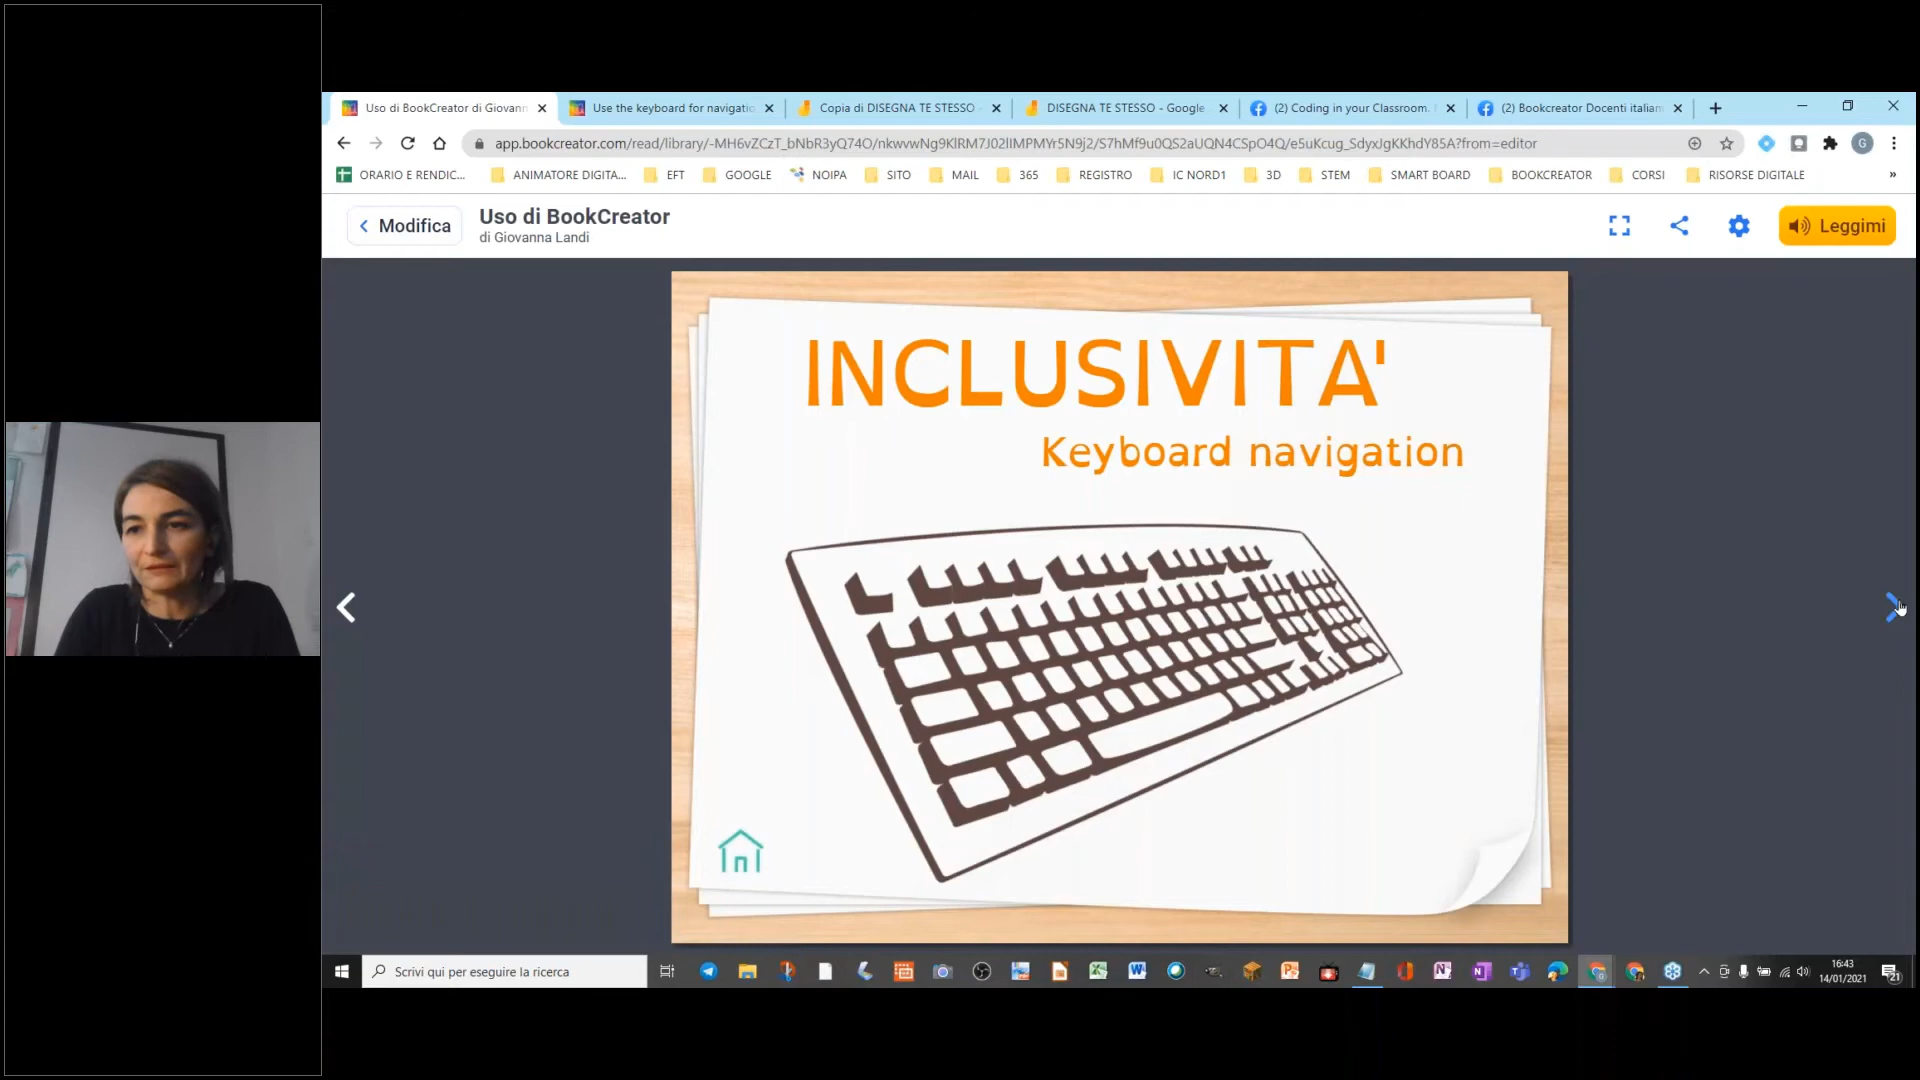 Uso di BookCreator di Giovann
Use the keyboard for navigatio
Copia di DISEGNA TE STESSO -
DISEGNA TE STESSO - Google
(2) Coding in your Classroom.
(2) Bookcreator Docenti italian
app.bookcreator.com/read/library/-MH6vZCzT_bNbR3yQ74O/nkwvwNg9KlRM7J02lIMPMYr5N9j2/S7hMf9u0QS2aUQN4CSpO4Q/e5uKcug_SdyxJgKKhdY85A?from=editor
G
ORARIO E RENDIC...
ANIMATORE DIGITA...
EFT
GOOGLE
NOIPA
SITO
MAIL
365
REGISTRO
IC NORD1
3D
STEM
SMART BOARD
BOOKCREATOR
CORSI
RISORSE DIGITALE
Modifica
Uso di BookCreator
di Giovanna Landi
Leggimi
INCLUSIVITA'
Keyboard navigation
Scrivi qui per eseguire la ricerca
16:43
14/01/2021
21